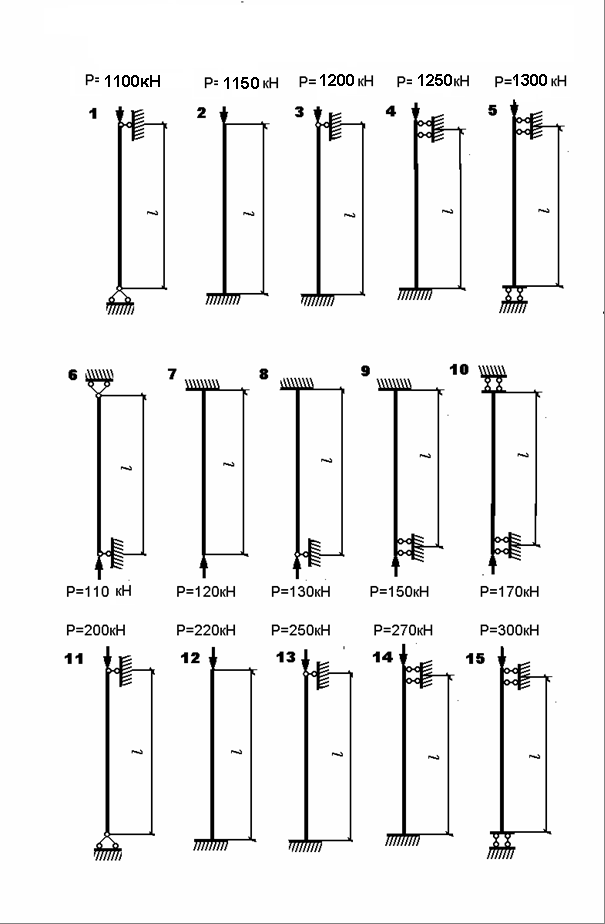 P= 1100кН P= 1150 кН P= 1200 кН P= 1250кН P=1300 кН
1 2 3 4 5
l l l l l
6 7 8 9 10
l l l l l
P=110 кН P=120кН P=130кН P=150кН P=170кН
P=200кН P=220кН P=250кН P=270кН P=300кН
11 12 13 14 15
l l l l l